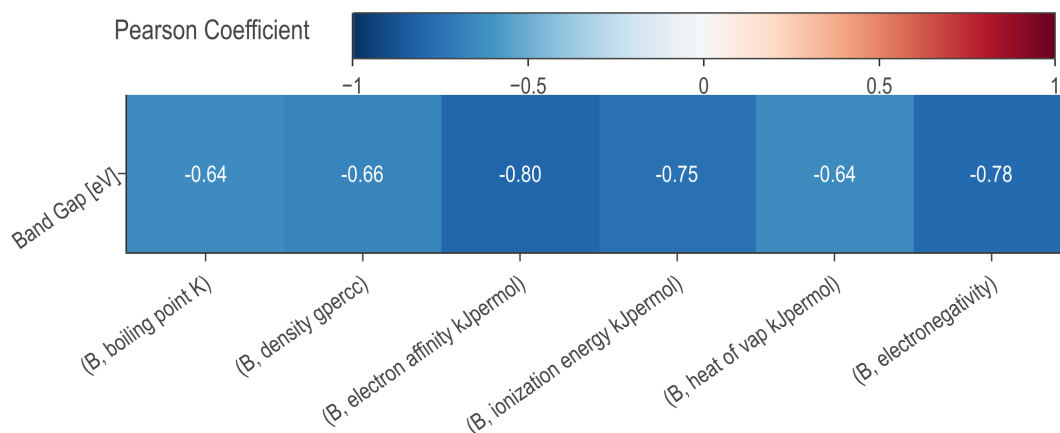 Pearson Coefficient
−1 −0.5 0 0.5 1
Band Gap [eV]
-0.64 -0.66 -0.80 -0.75 -0.64 -0.78
(B, boiling point K)
(B, density gpercc)
(B, electron affinity kJpermol)
(B, ionization energy kJpermol)
(B, heat of vap kJpermol)
(B, electronegativity)